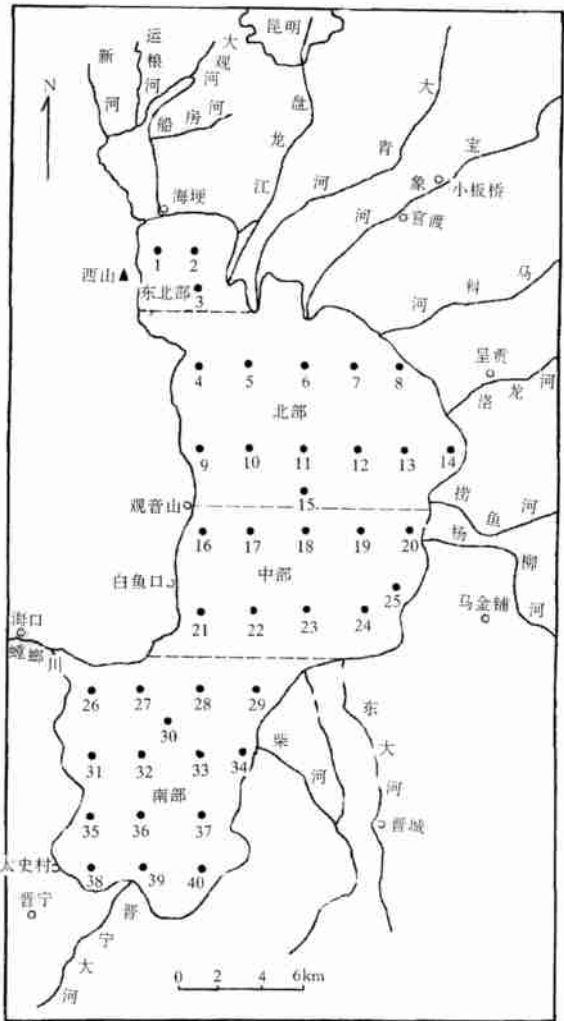 昆明
新河
运粮河
大观河
船房河
盘龙江
大青河
宝象河
小板桥
官渡
海埂
N
西山
1 2
东北部
3
马料河
呈贡
洛龙河
4 5 6 7 8
北部
9 10 11 12 13 14
捞鱼河
15
观音山
16 17 18 19 20
杨柳河
中部
白鱼口
25
马金铺
21 22 23 24
海口
螳螂川
26 27 28 29
30
东大河
柴河
31 32 33 34
南部
35 36 37
晋城
太史村
38 39 40
晋宁
晋宁大河
0 2 4 6km